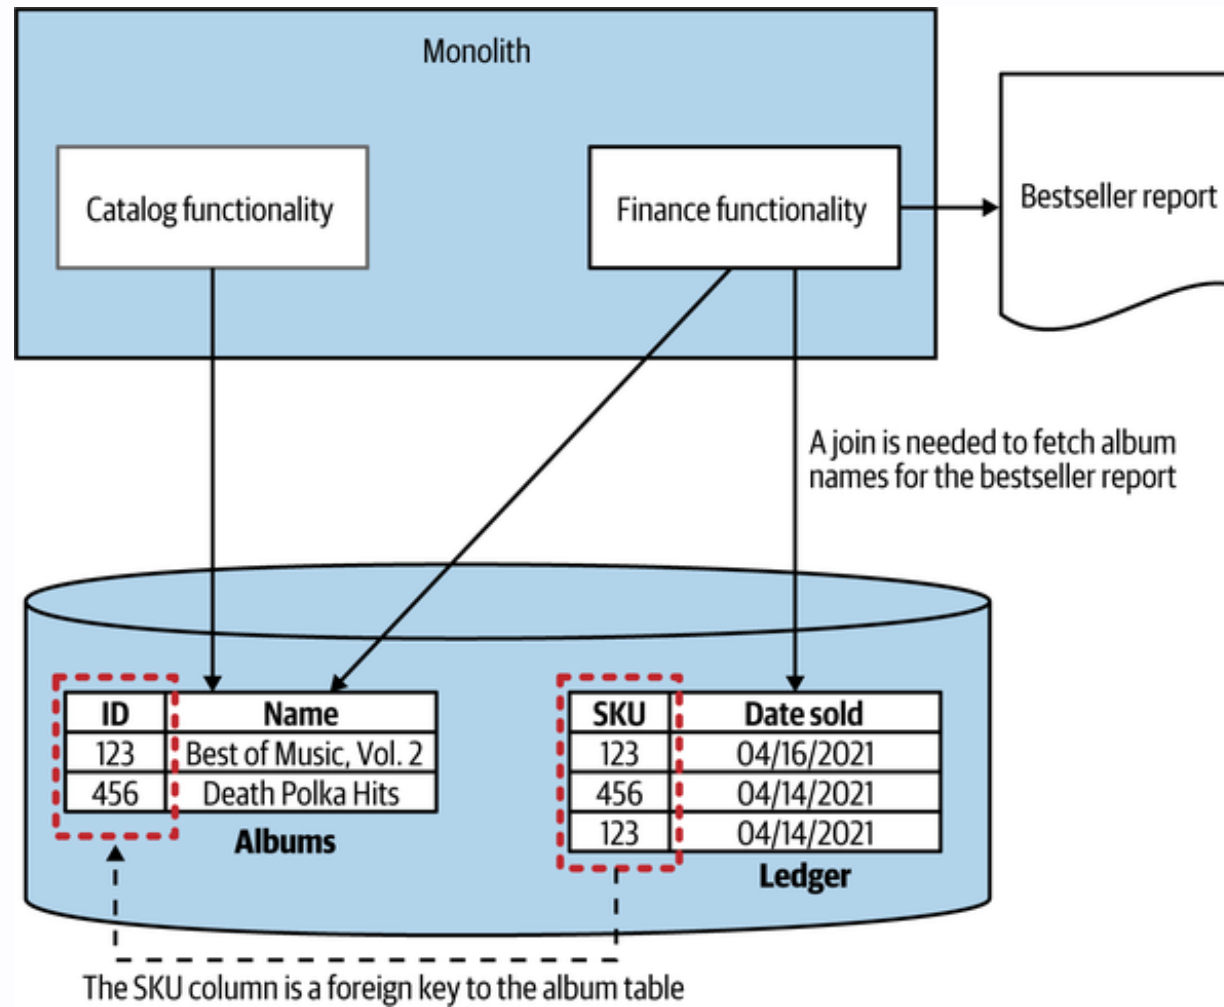 Monolith
Catalog functionality
Finance functionality
Bestseller report
A join is needed to fetch album
names for the bestseller report
ID Name
123 Best of Music, Vol. 2
456 Death Polka Hits
Albums
SKU Date sold
123 04/16/2021
456 04/14/2021
123 04/14/2021
Ledger
The SKU column is a foreign key to the album table